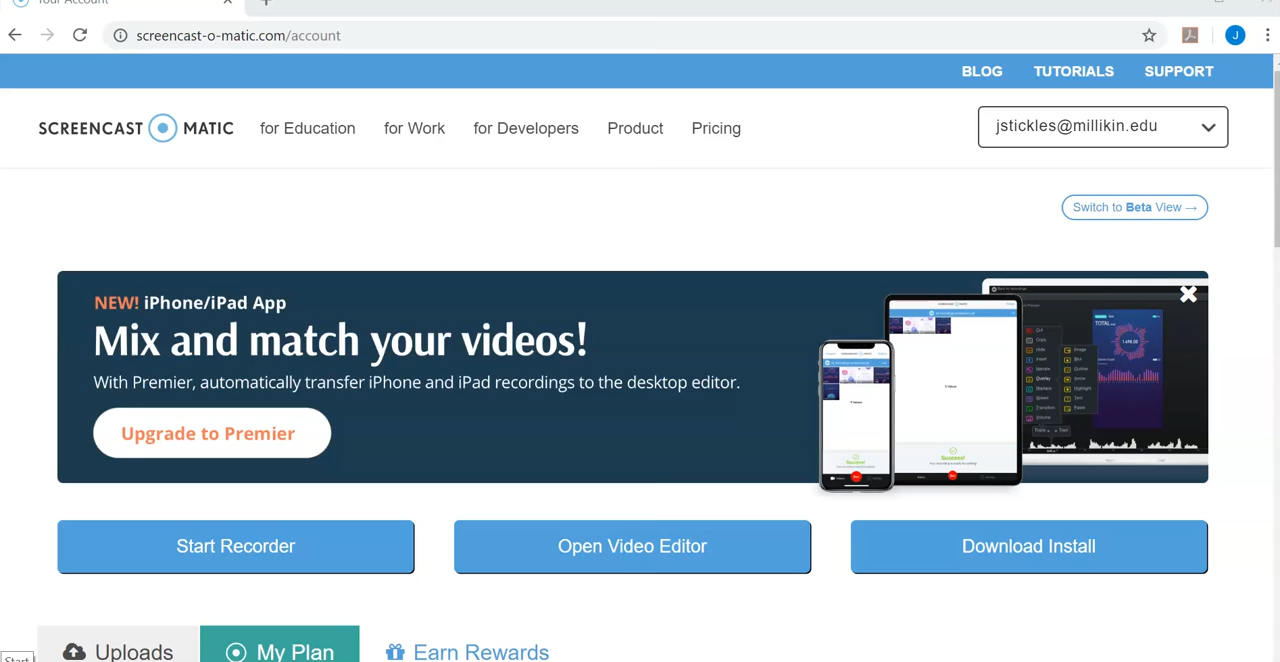 Your Account
screencast-o-matic.com/account
J
BLOG TUTORIALS SUPPORT
SCREENCAST MATIC for Education for Work for Developers Product Pricing
jstickles@millikin.edu
Switch to Beta View →
NEW! iPhone/iPad App
Mix and match your videos!
With Premier, automatically transfer iPhone and iPad recordings to the desktop editor.
Upgrade to Premier
Start Recorder Open Video Editor Download Install
Uploads My Plan Earn Rewards
Start